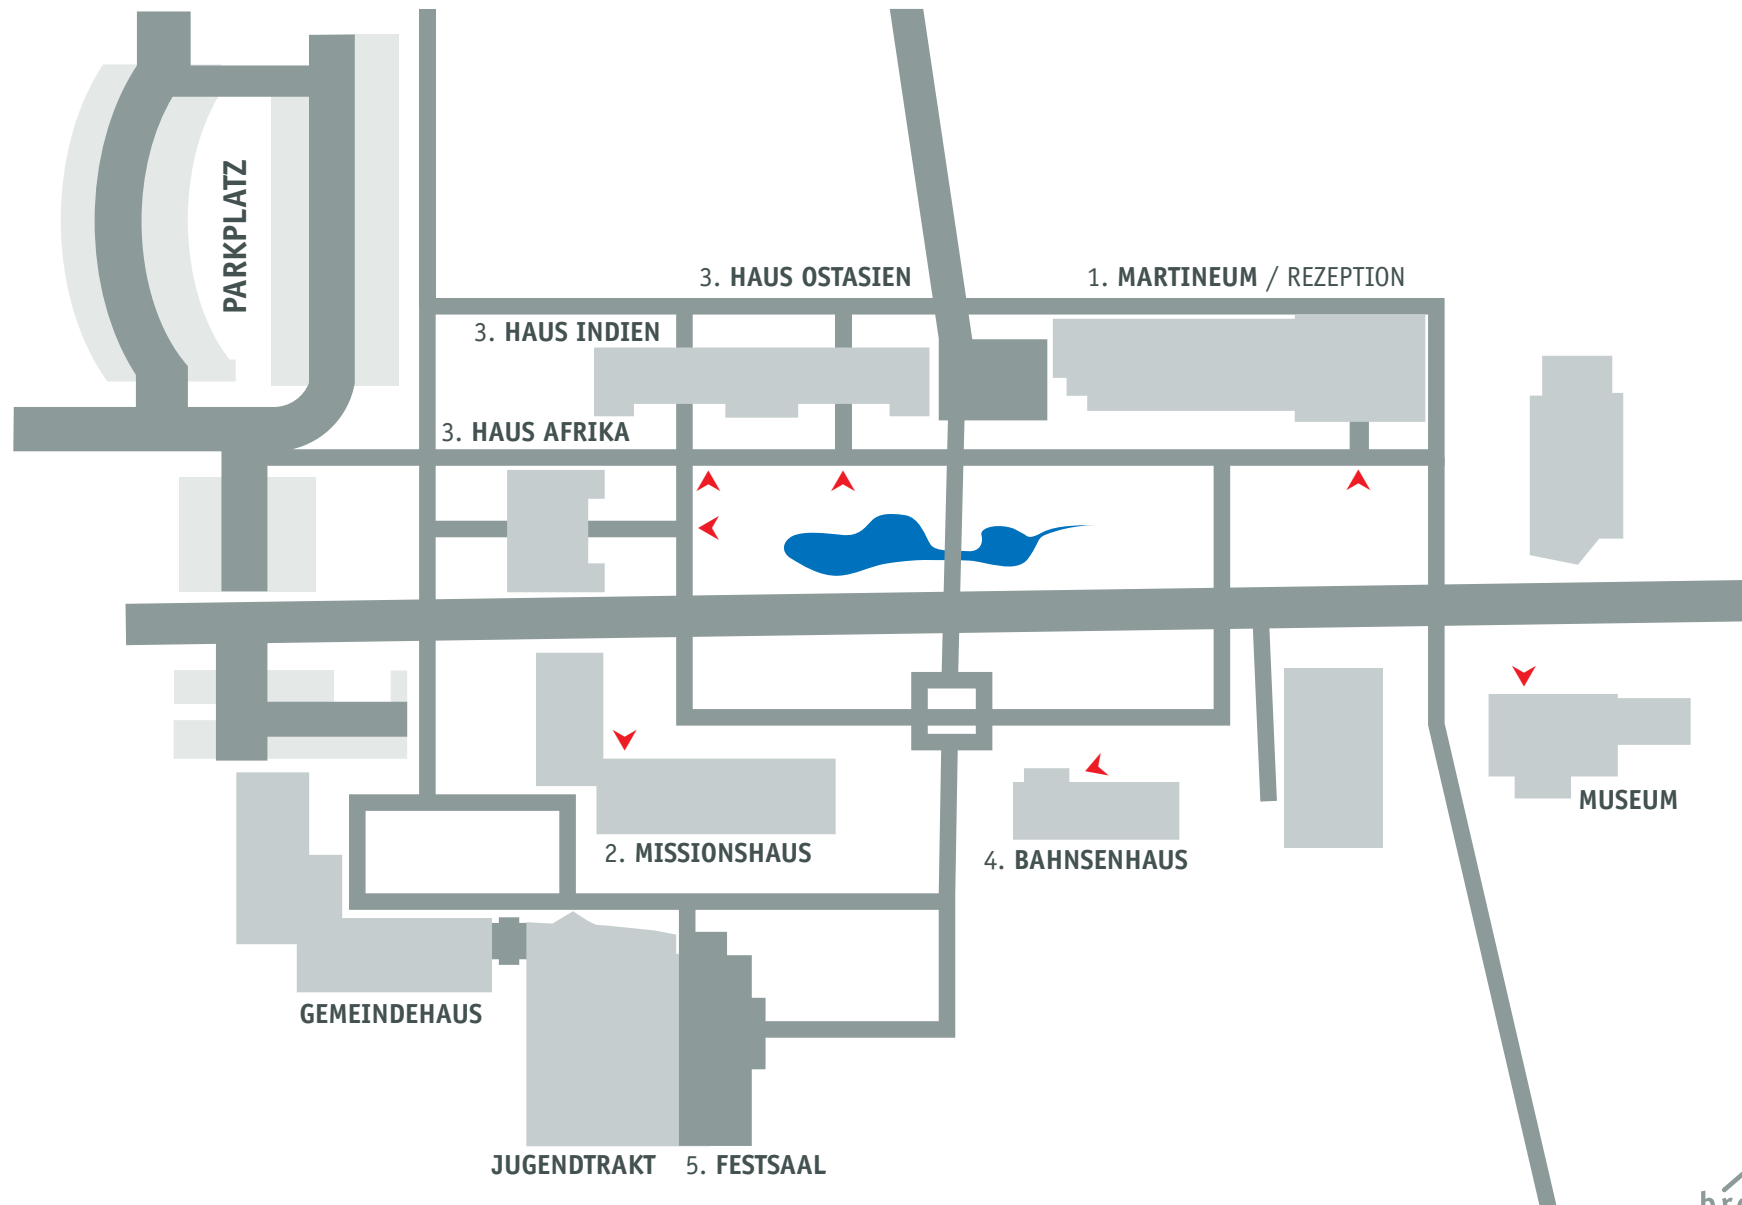 PARKPLATZ
3. HAUS OSTASIEN
1. MARTINEUM / REZEPTION
3. HAUS INDIEN
3. HAUS AFRIKA
2. MISSIONSHAUS
4. BAHNSENHAUS
MUSEUM
GEMEINDEHAUS
JUGENDTRAKT
5. FESTSAAL